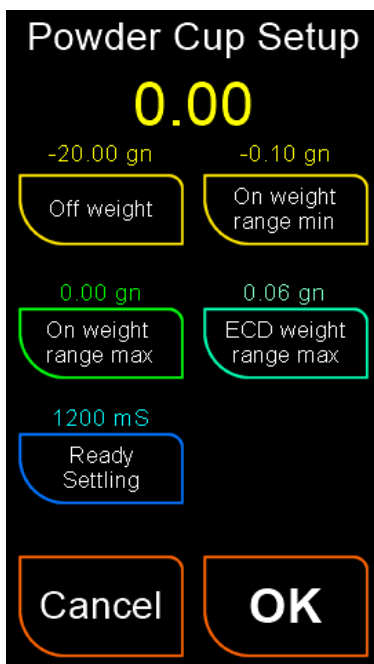 Powder Cup Setup
0.00
-20.00 gn
-0.10 gn
Off weight
On weight
range min
0.00 gn
0.06 gn
On weight
range max
ECD weight
range max
1200 mS
Ready
Settling
Cancel
OK